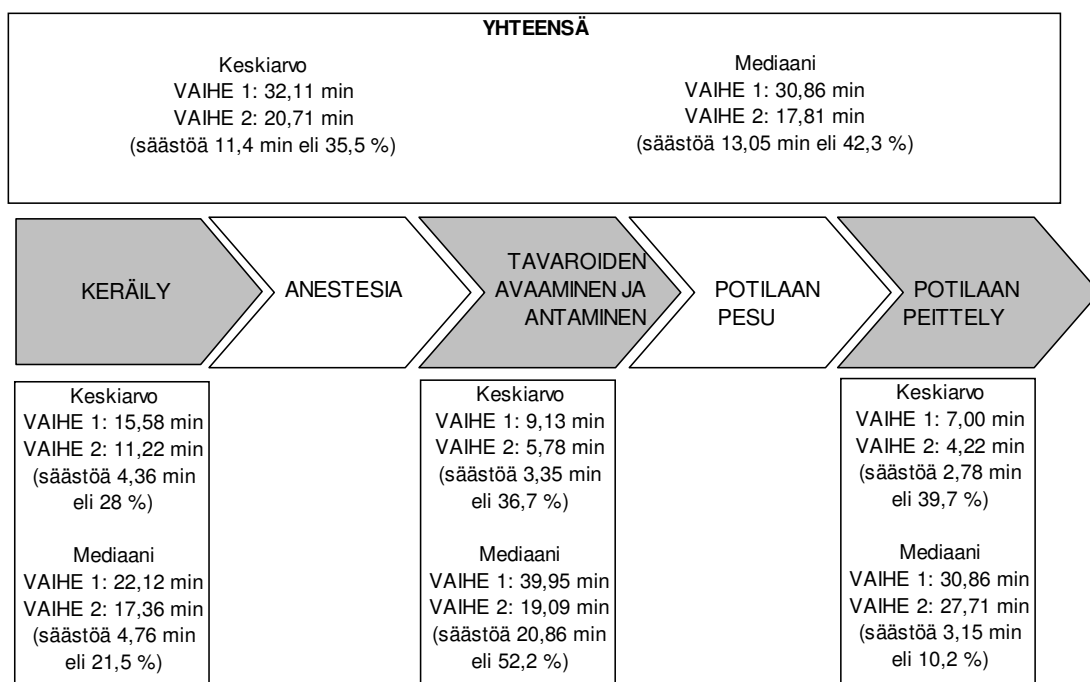 YHTEENSÄ
Keskiarvo
VAIHE 1: 32,11 min
VAIHE 2: 20,71 min
(säästöä 11,4 min eli 35,5 %)
Mediaani
VAIHE 1: 30,86 min
VAIHE 2: 17,81 min
(säästöä 13,05 min eli 42,3 %)
KERÄILY
ANESTESIA
TAVAROIDEN
AVAAMINEN JA
ANTAMINEN
POTILAAN
PESU
POTILAAN
PEITTELY
Keskiarvo
VAIHE 1: 15,58 min
VAIHE 2: 11,22 min
(säästöä 4,36 min
eli 28 %)
Mediaani
VAIHE 1: 22,12 min
VAIHE 2: 17,36 min
(säästöä 4,76 min
eli 21,5 %)
Keskiarvo
VAIHE 1: 9,13 min
VAIHE 2: 5,78 min
(säästöä 3,35 min
eli 36,7 %)
Mediaani
VAIHE 1: 39,95 min
VAIHE 2: 19,09 min
(säästöä 20,86 min
eli 52,2 %)
Keskiarvo
VAIHE 1: 7,00 min
VAIHE 2: 4,22 min
(säästöä 2,78 min
eli 39,7 %)
Mediaani
VAIHE 1: 30,86 min
VAIHE 2: 27,71 min
(säästöä 3,15 min
eli 10,2 %)